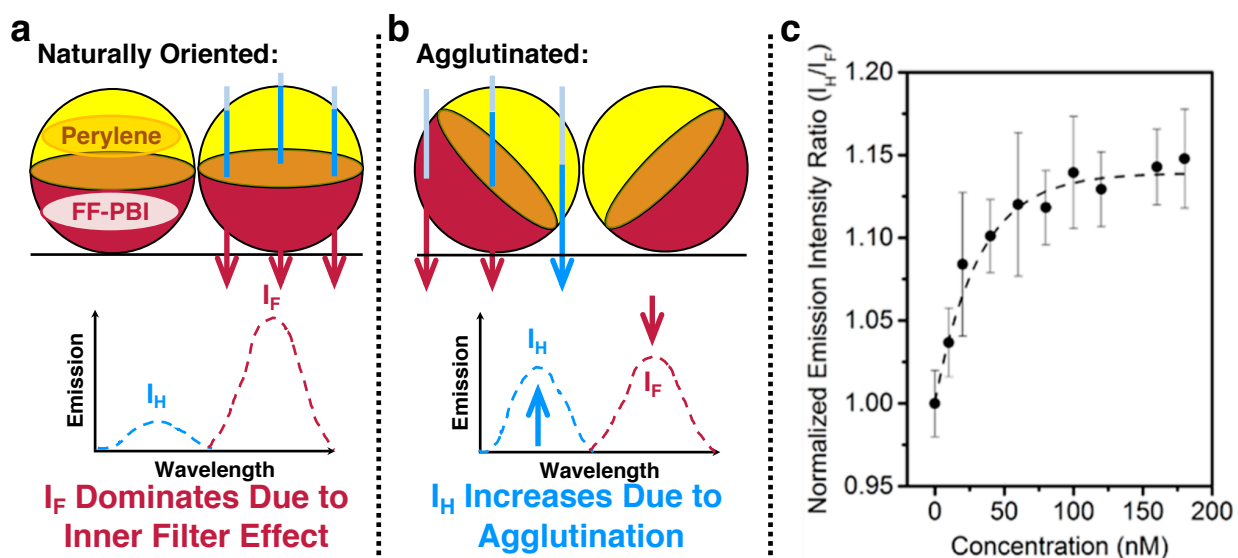 a
Naturally Oriented:
Perylene
FF-PBI
I_H
I_F
Emission
Wavelength
I_F Dominates Due to
Inner Filter Effect
b
Agglutinated:
I_H
I_F
Emission
Wavelength
I_H Increases Due to
Agglutination
c
Normalized Emission Intensity Ratio (I_H/I_F)
1.20
1.15
1.10
1.05
1.00
0.95
0
50
100
150
200
Concentration (nM)